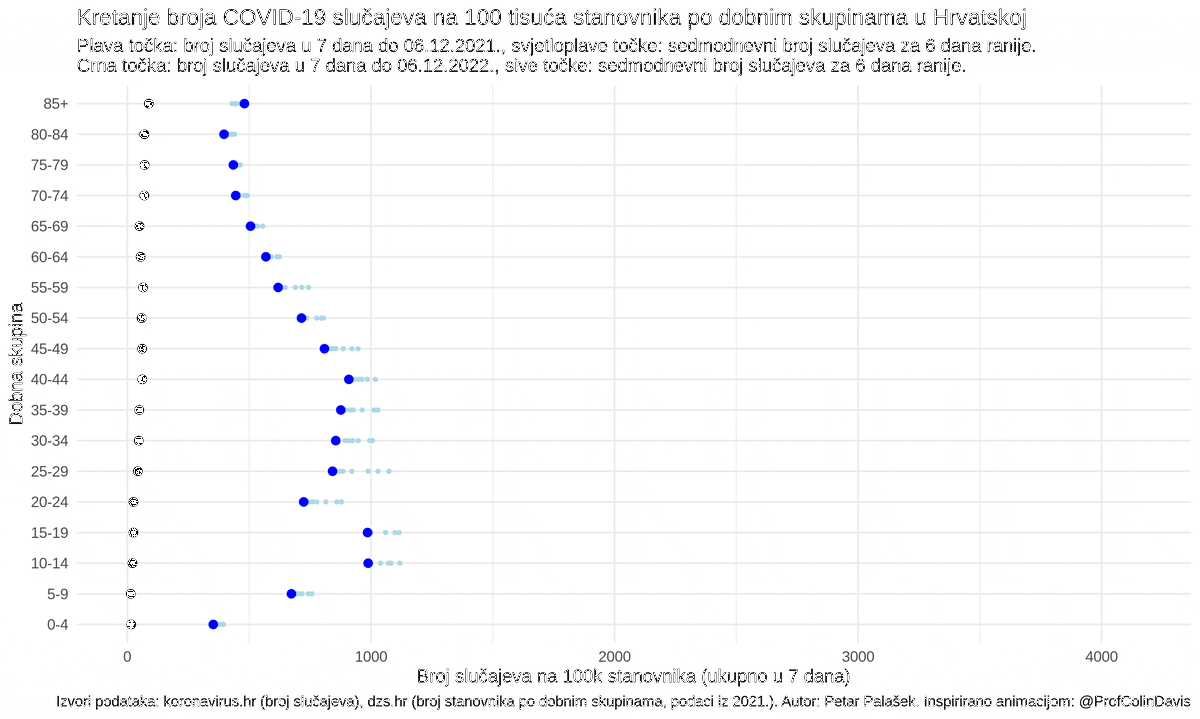 Kretanje broja COVID-19 slučajeva na 100 tisuća stanovnika po dobnim skupinama u Hrvatskoj
Plava točka: broj slučajeva u 7 dana do 06.12.2021., svjetloplave točke: sedmodnevni broj slučajeva za 6 dana ranije.
Crna točka: broj slučajeva u 7 dana do 06.12.2022., sive točke: sedmodnevni broj slučajeva za 6 dana ranije.
Dobna skupina
85+
80-84
75-79
70-74
65-69
60-64
55-59
50-54
45-49
40-44
35-39
30-34
25-29
20-24
15-19
10-14
5-9
0-4
0 1000 2000 3000 4000
Broj slučajeva na 100k stanovnika (ukupno u 7 dana)
Izvori podataka: koronavirus.hr (broj slučajeva), dzs.hr (broj stanovnika po dobnim skupinama, podaci iz 2021.). Autor: Petar Palašek. Inspirirano animacijom: @ProfColinDavis